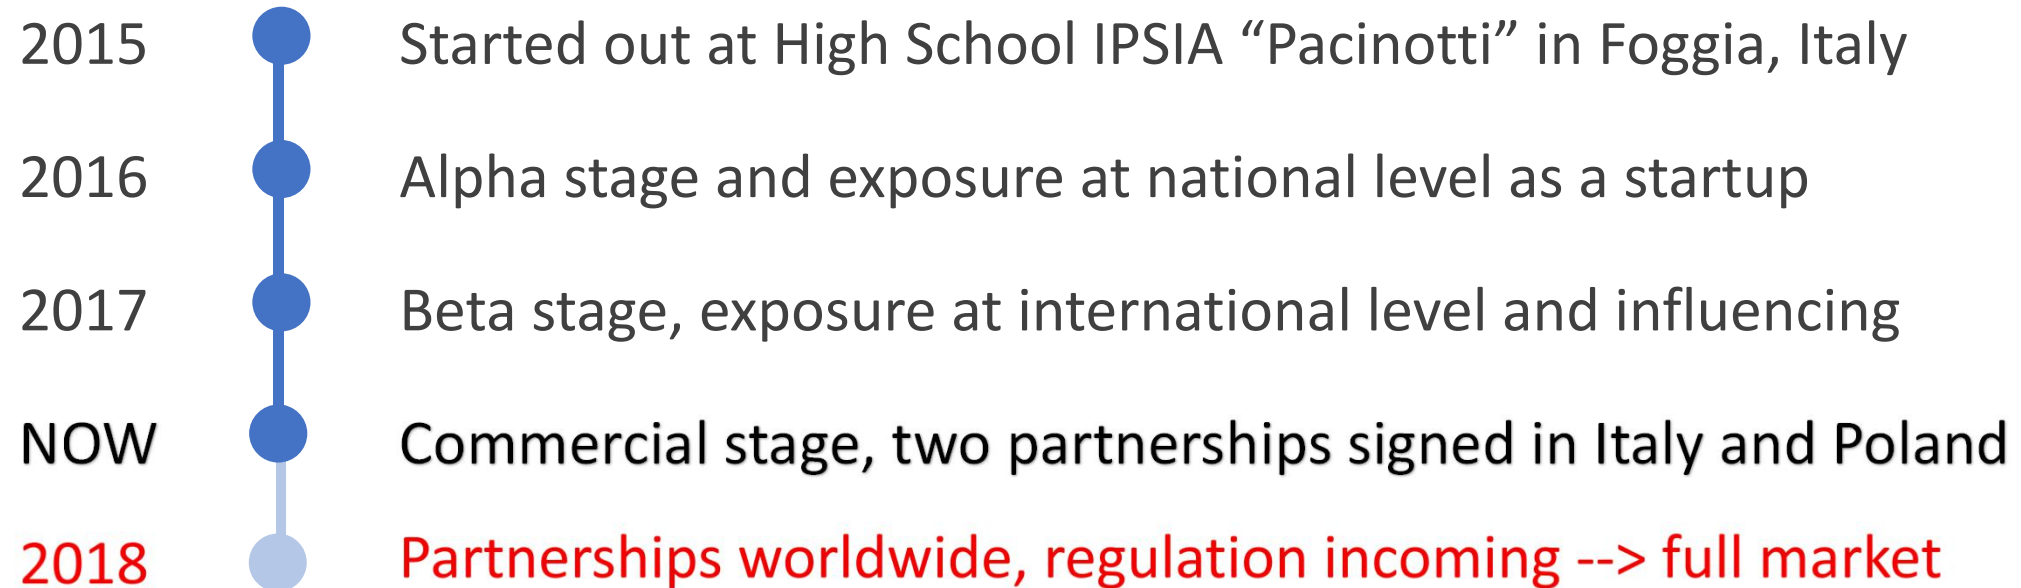 2015 Started out at High School IPSIA “Pacinotti” in Foggia, Italy
2016 Alpha stage and exposure at national level as a startup
2017 Beta stage, exposure at international level and influencing
NOW Commercial stage, two partnerships signed in Italy and Poland
2018 Partnerships worldwide, regulation incoming --> full market